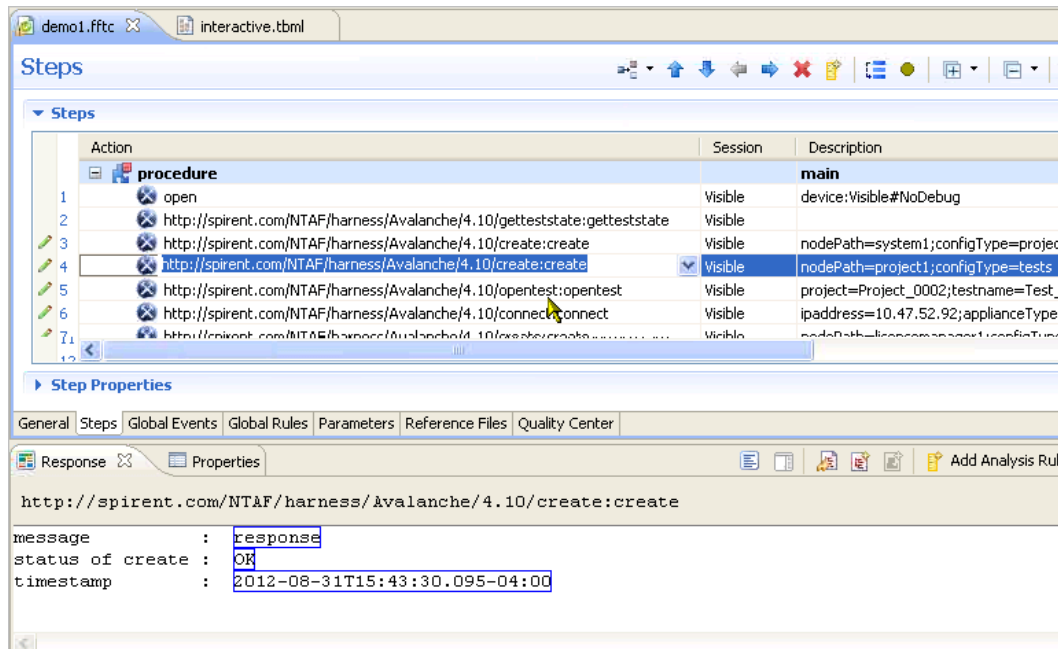 demo1.fftc interactive.tbml
Steps
Steps
Action Session Description
procedure main
1 open Visible device:Visible#NoDebug
2 http://spirent.com/NTAF/harness/Avalanche/4.10/getteststate:getteststate Visible
3 http://spirent.com/NTAF/harness/Avalanche/4.10/create:create Visible nodePath=system1;configType=projec
4 http://spirent.com/NTAF/harness/Avalanche/4.10/create:create Visible nodePath=project1;configType=tests
5 http://spirent.com/NTAF/harness/Avalanche/4.10/opentest:opentest Visible project=Project_0002;testname=Test_
6 http://spirent.com/NTAF/harness/Avalanche/4.10/connect:connect Visible ipaddress=10.47.52.92;applianceType
7
Step Properties
General Steps Global Events Global Rules Parameters Reference Files Quality Center
Response Properties Add Analysis Rul
http://spirent.com/NTAF/harness/Avalanche/4.10/create:create
message : response
status of create : OK
timestamp : 2012-08-31T15:43:30.095-04:00